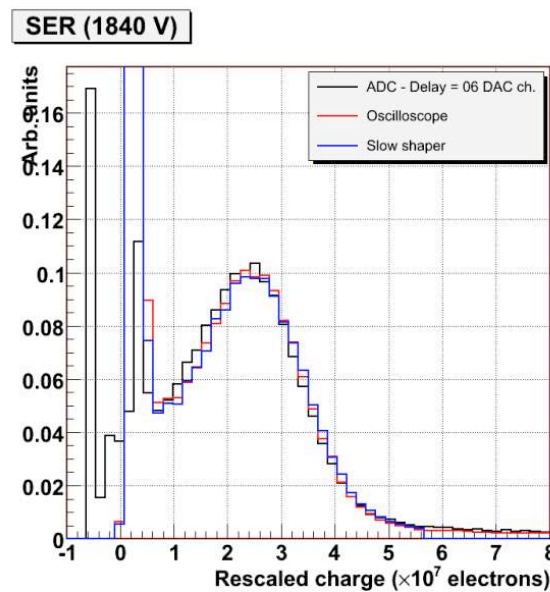 SER (1840 V)
Arb. units
0.16
0.14
0.12
0.1
0.08
0.06
0.04
0.02
0
ADC - Delay = 06 DAC ch.
Oscilloscope
Slow shaper
-1 0 1 2 3 4 5 6 7 8
Rescaled charge (×10⁷ electrons)